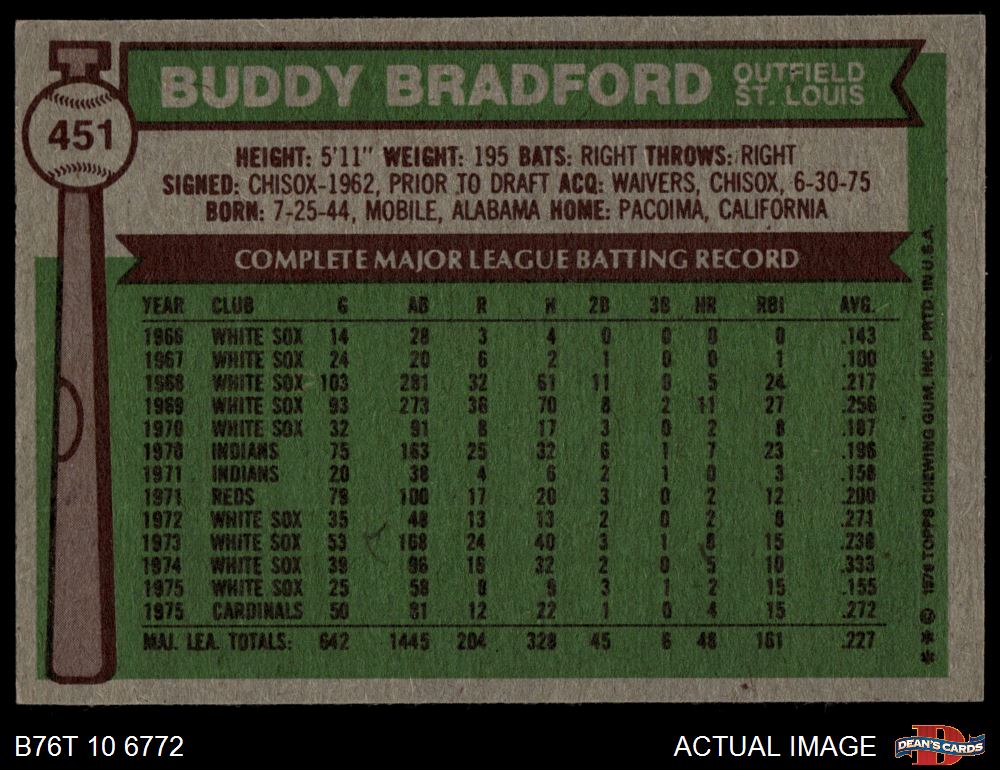 BUDDY BRADFORD OUTFIELD ST. LOUIS
451
HEIGHT: 5'11" WEIGHT: 195 BATS: RIGHT THROWS: RIGHT
SIGNED: CHISOX-1962, PRIOR TO DRAFT ACQ: WAIVERS, CHISOX, 6-30-75
BORN: 7-25-44, MOBILE, ALABAMA HOME: PACOIMA, CALIFORNIA
COMPLETE MAJOR LEAGUE BATTING RECORD
YEAR CLUB G AB R H 2B 3B HR RBI AVG.
1966 WHITE SOX 14 28 3 4 0 0 0 0 .143
1967 WHITE SOX 24 20 6 2 1 0 0 1 .100
1968 WHITE SOX 103 281 32 61 11 0 5 24 .217
1969 WHITE SOX 93 273 36 70 8 2 11 27 .256
1970 WHITE SOX 32 91 8 17 3 0 2 8 .187
1970 INDIANS 75 163 25 32 6 1 7 23 .196
1971 INDIANS 20 38 4 6 2 1 0 3 .158
1971 REDS 79 100 17 20 3 0 2 12 .200
1972 WHITE SOX 35 48 13 13 2 0 2 8 .271
1973 WHITE SOX 53 168 24 40 3 1 8 15 .238
1974 WHITE SOX 39 96 16 32 2 0 5 10 .333
1975 WHITE SOX 25 58 8 9 3 1 2 15 .155
1975 CARDINALS 50 81 12 22 1 0 4 15 .272
MAJ. LEA. TOTALS: 642 1445 204 328 45 6 48 161 .227
** © 1976 TOPPS CHEWING GUM, INC PRTD. IN U.S.A.
B76T 10 6772
ACTUAL IMAGE
DEAN'S CARDS